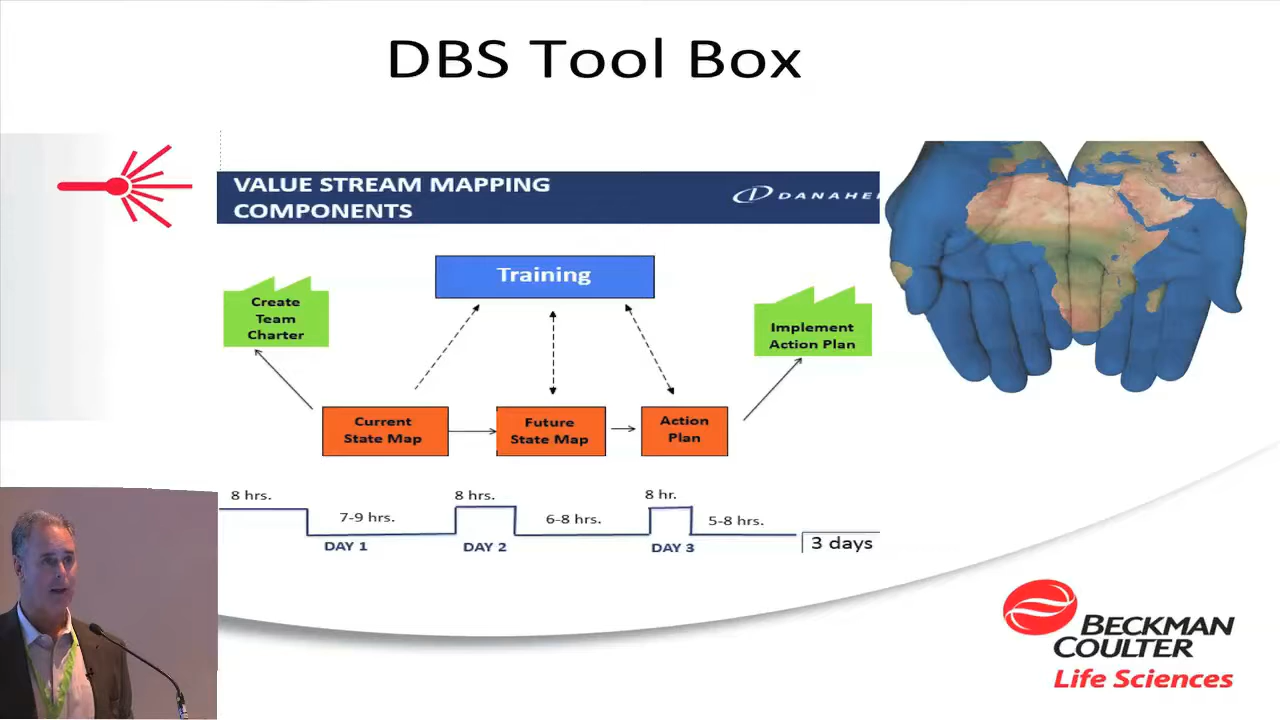 DBS Tool Box
VALUE STREAM MAPPING
COMPONENTS
DANAHER
Training
Create
Team
Charter
Implement
Action Plan
Current
State Map
Future
State Map
Action
Plan
8 hrs.
7-9 hrs.
8 hrs.
6-8 hrs.
8 hr.
5-8 hrs.
DAY 1
DAY 2
DAY 3
3 days
BECKMAN
COULTER
Life Sciences